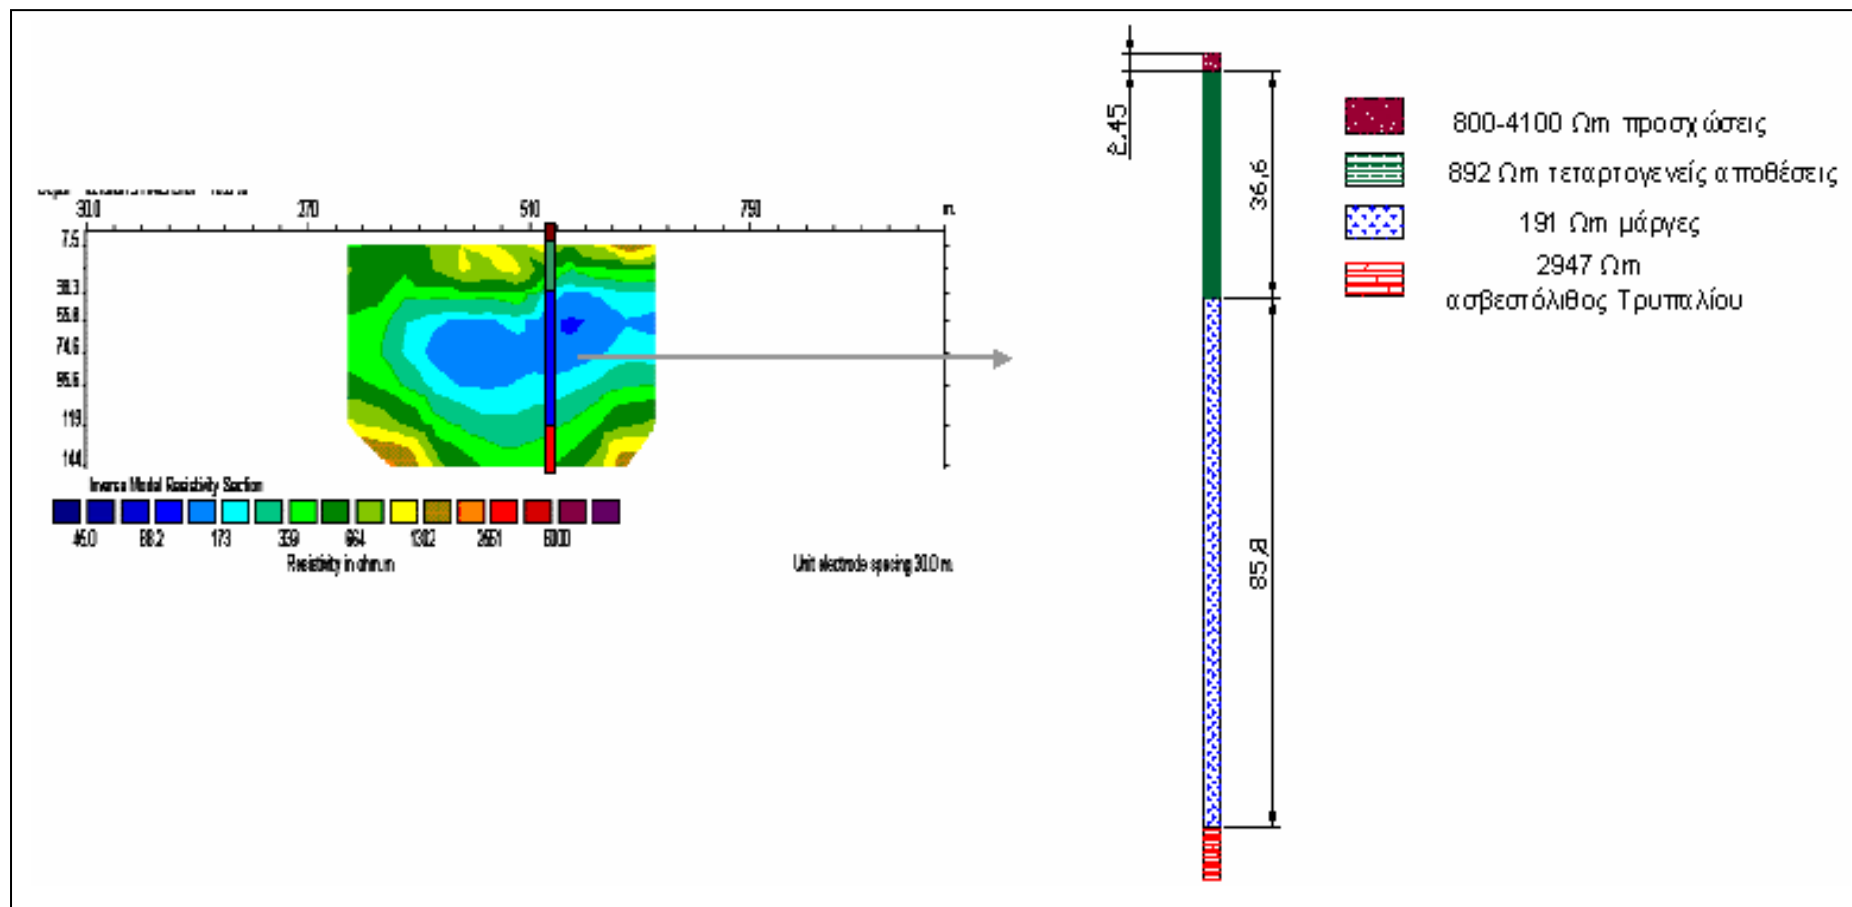 30.0 270 510 750 m.
7.5
36.3
55.8
74.6
95.6
119.
144.
Inverse Model Resistivity Section
45.0 88.2 173 339 664 1302 2551 5000
Resistivity in ohm.m
Unit electrode spacing 30.0 m.
2.45
36.6
85.8
800-4100 Ωm προσχώσεις
892 Ωm τεταρτογενείς αποθέσεις
191 Ωm μάργες
2947 Ωm
ασβεστόλιθος Τρυπαλίου